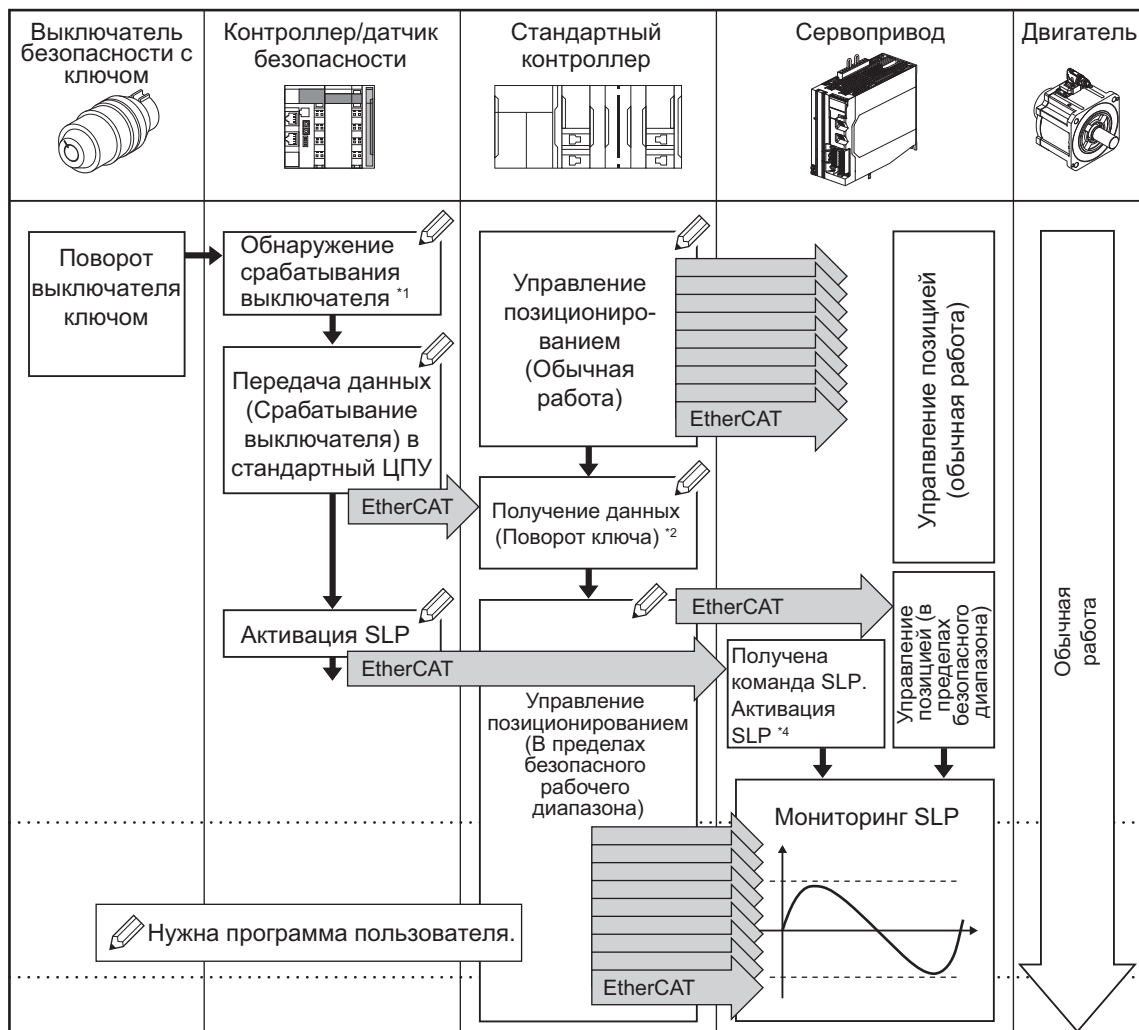 Выключатель
безопасности с
ключом
Контроллер/датчик
безопасности
Стандартный
контроллер
Сервопривод
Двигатель
Поворот
выключателя
ключом
Обнаружение
срабатывания
выключателя *1
Передача данных
(Срабатывание
выключателя) в
стандартный ЦПУ
EtherCAT
Активация SLP
EtherCAT
Управление
позициониро-
ванием
(Обычная
работа)
EtherCAT
Получение данных
(Поворот ключа) *2
EtherCAT
Управление
позиционированием
(В пределах
безопасного
рабочего
диапазона)
EtherCAT
Управление позицией
(обычная работа)
Получена
команда SLP.
Активация
SLP *4
Управление
позицией (в
пределах
безопасного
диапазона)
Мониторинг SLP
Обычная
работа
Нужна программа пользователя.